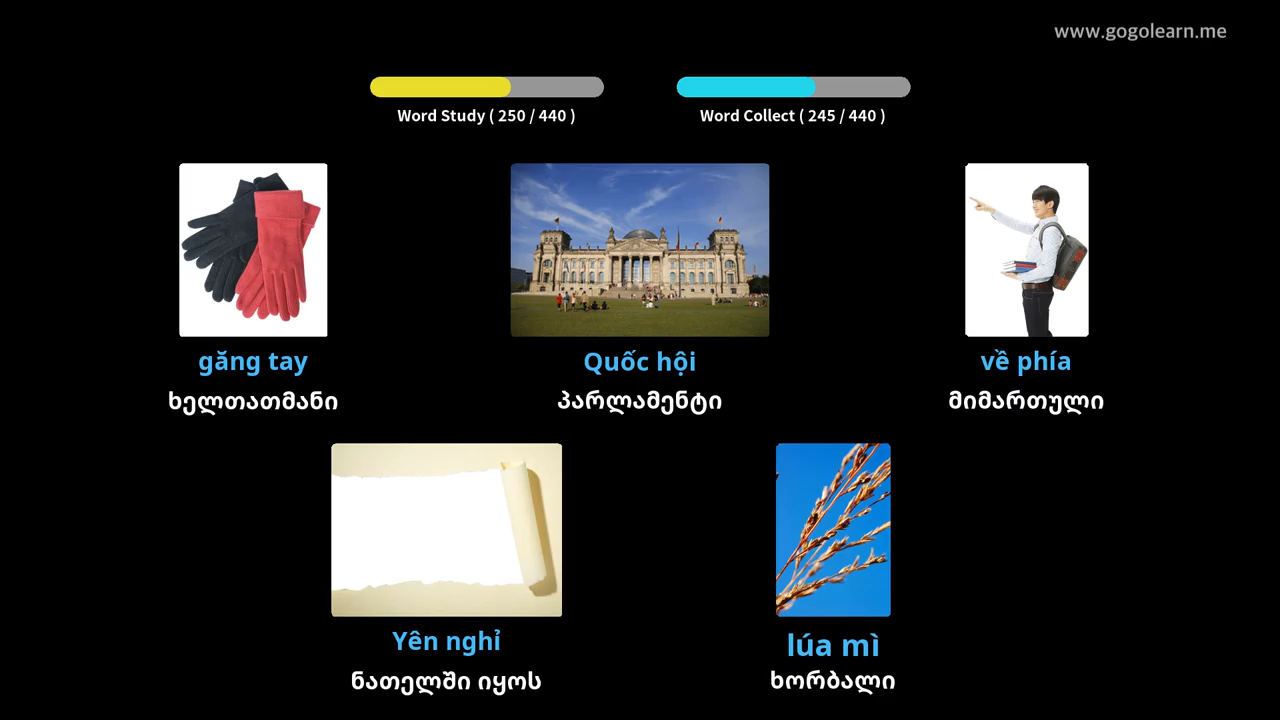 www.gogolearn.me
Word Study ( 250 / 440 )
Word Collect ( 245 / 440 )
găng tay
ხელთათმანი
Quốc hội
პარლამენტი
về phía
მიმართული
Yên nghỉ
ნათელში იყოს
lúa mì
ხორბალი